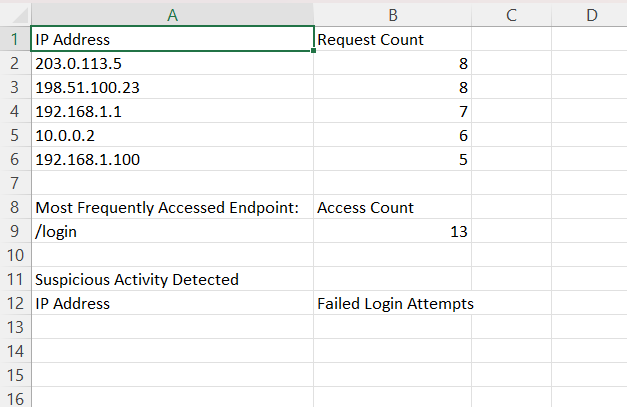 A B C D
1 IP Address Request Count
2 203.0.113.5 8
3 198.51.100.23 8
4 192.168.1.1 7
5 10.0.0.2 6
6 192.168.1.100 5
7
8 Most Frequently Accessed Endpoint: Access Count
9 /login 13
10
11 Suspicious Activity Detected
12 IP Address Failed Login Attempts
13
14
15
16